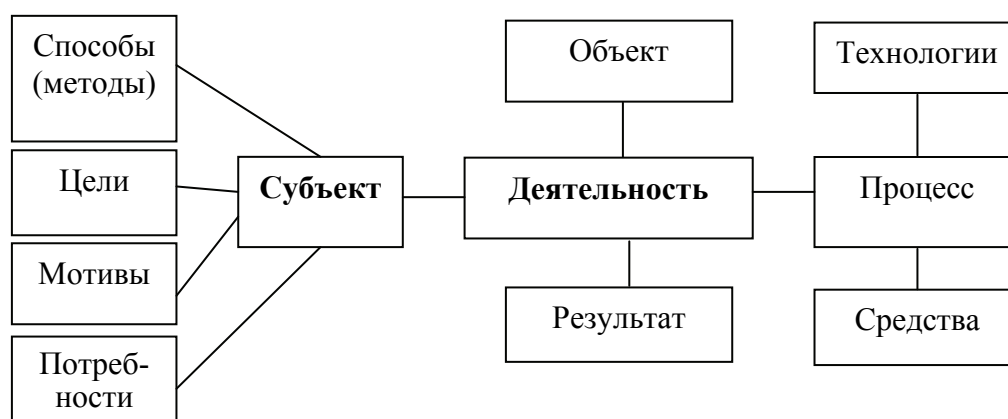 Способы
(методы)
Цели
Мотивы
Потреб-
ности
Субъект
Объект
Деятельность
Результат
Технологии
Процесс
Средства